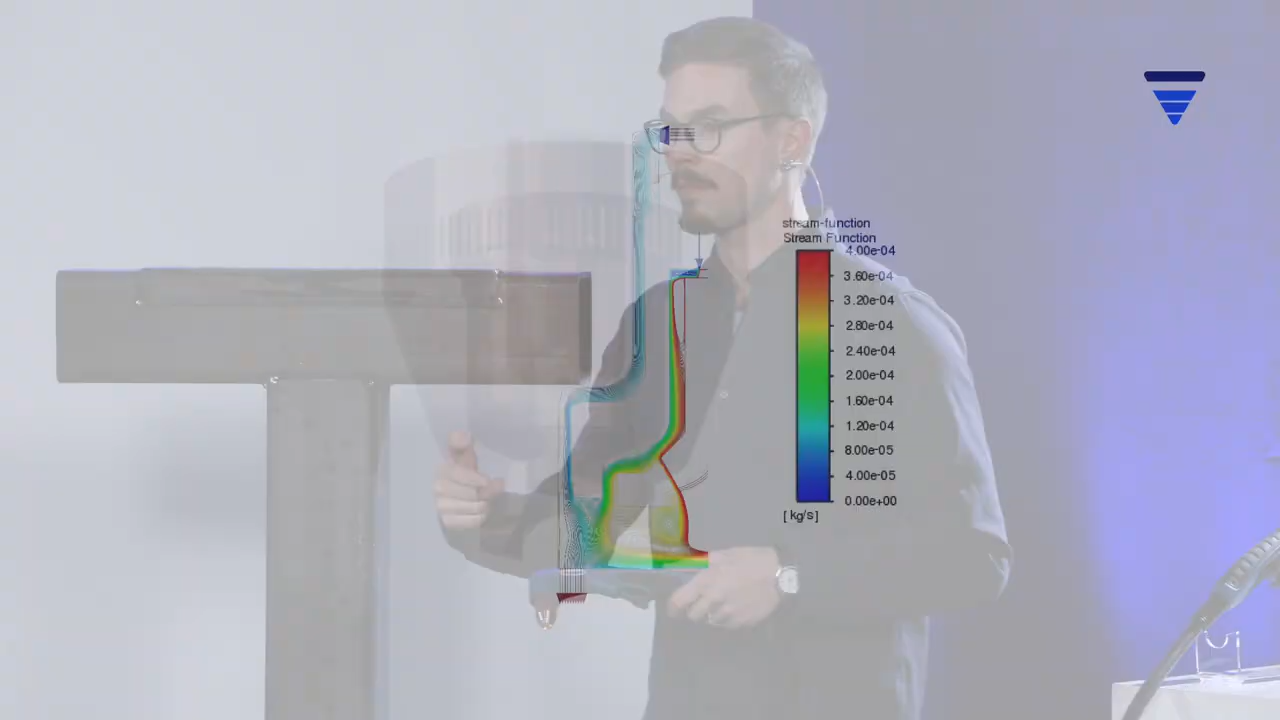 stream-function
Stream Function
4.00e-04
3.60e-04
3.20e-04
2.80e-04
2.40e-04
2.00e-04
1.60e-04
1.20e-04
8.00e-05
4.00e-05
0.00e+00
[ kg/s ]